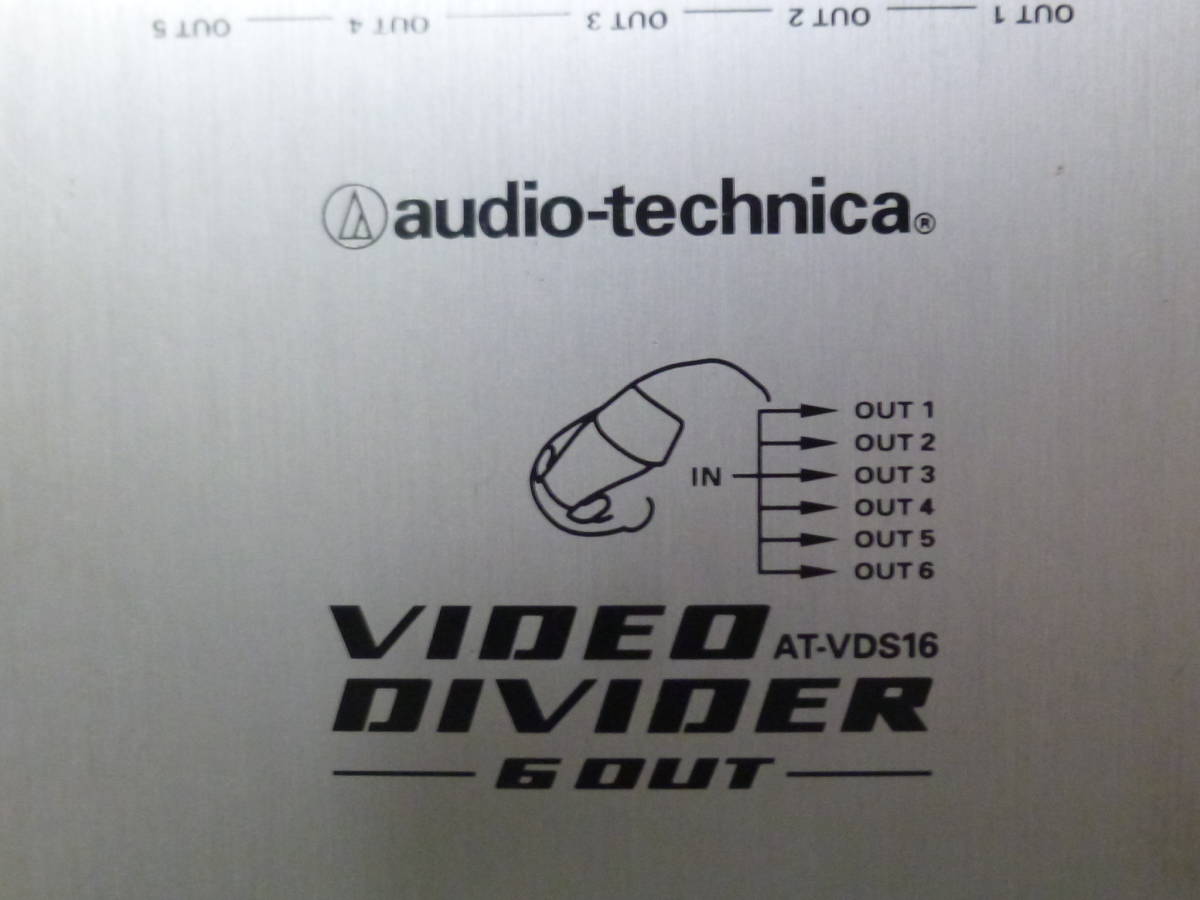 OUT 5 OUT 4 OUT 3 OUT 2 OUT 1
audio-technica®
OUT 1
OUT 2
IN OUT 3
OUT 4
OUT 5
OUT 6
VIDEO AT-VDS16
DIVIDER
6 OUT